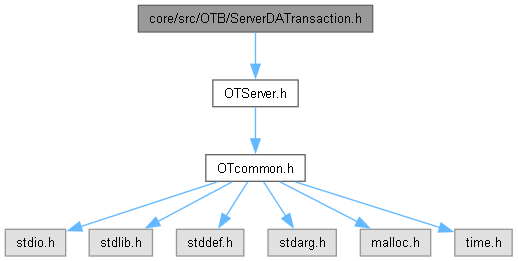 core/src/OTB/ServerDATransaction.h
OTServer.h
OTcommon.h
stdio.h
stdlib.h
stddef.h
stdarg.h
malloc.h
time.h